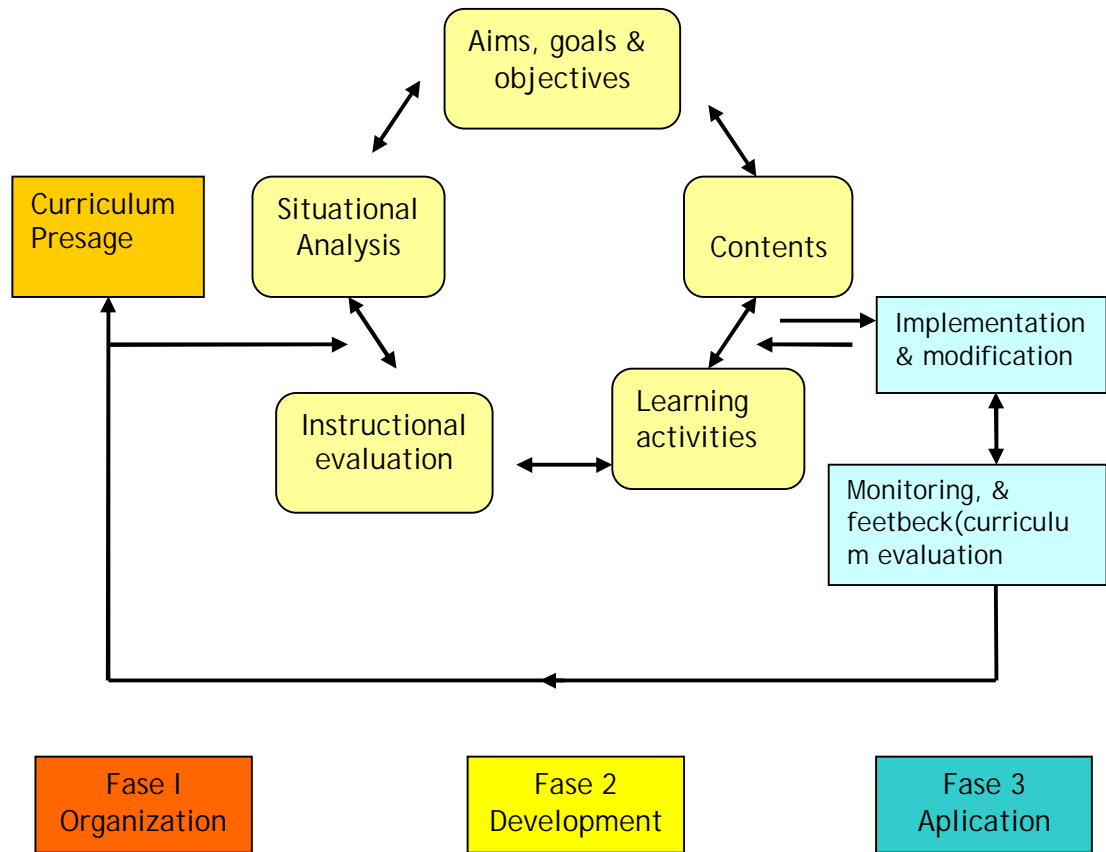 Aims, goals &
objectives
Curriculum
Presage
Situational
Analysis
Contents
Implementation
& modification
Instructional
evaluation
Learning
activities
Monitoring, &
feetbeck(curriculu
m evaluation
Fase I
Organization
Fase 2
Development
Fase 3
Aplication